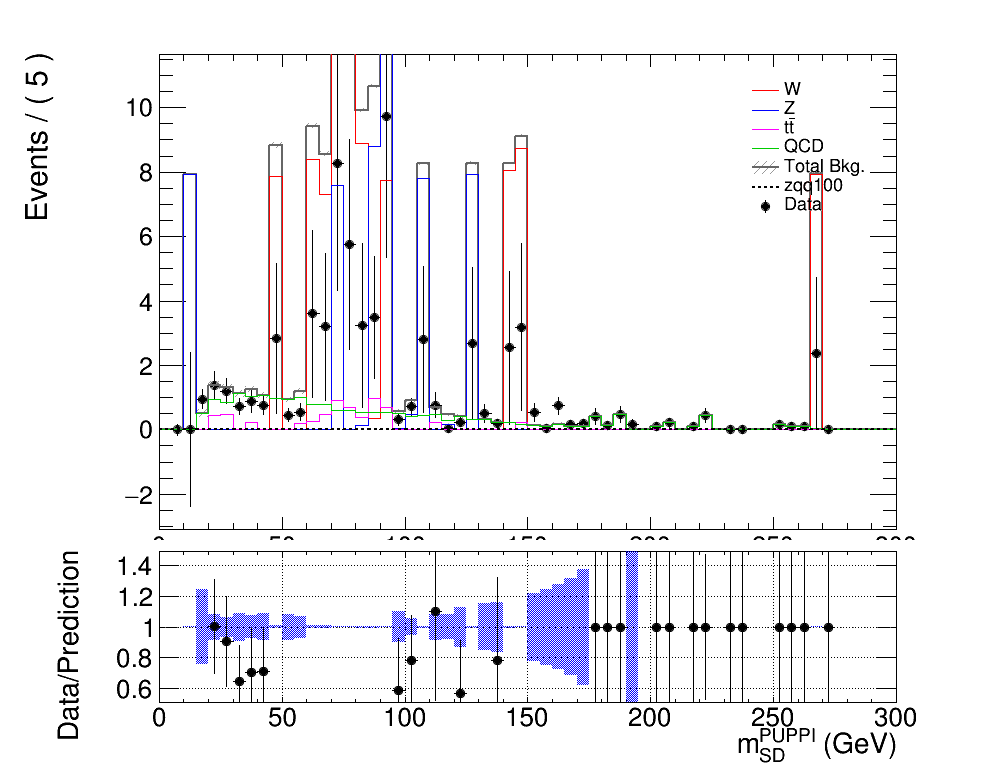 Events / ( 5 )
10
8
6
4
2
0
−2
W
Z
tt̄
QCD
Total Bkg.
zqq100
Data
Data/Prediction
1.4
1.2
1
0.8
0.6
0 50 100 150 200 250 300
m_SD^PUPPI (GeV)